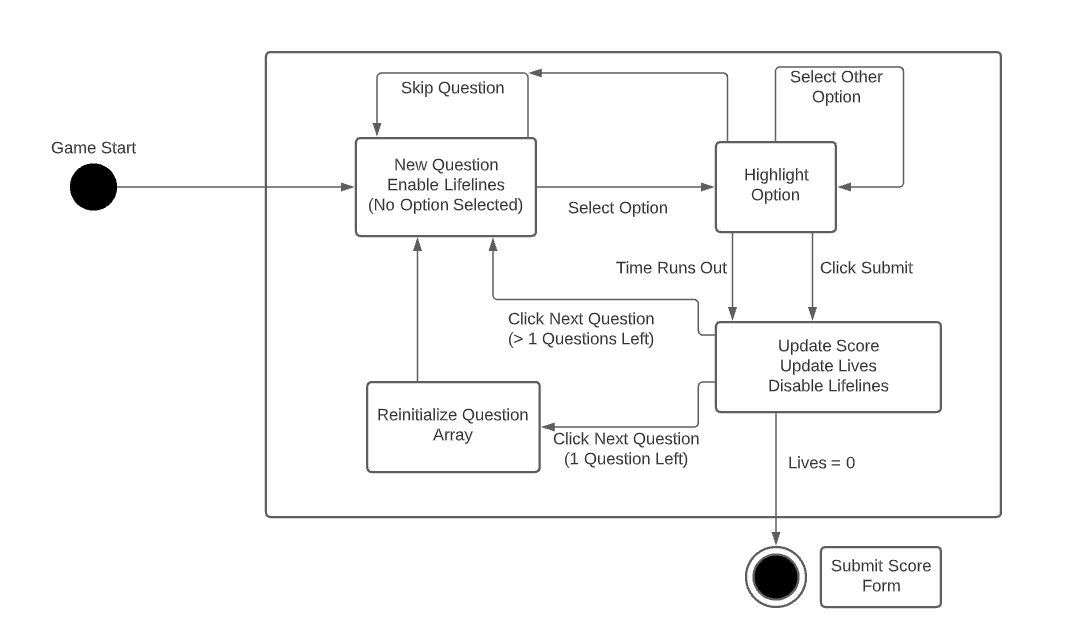 Game Start
Skip Question
Select Other
Option
New Question
Enable Lifelines
(No Option Selected)
Select Option
Highlight
Option
Time Runs Out
Click Submit
Click Next Question
(> 1 Questions Left)
Update Score
Update Lives
Disable Lifelines
Reinitialize Question
Array
Click Next Question
(1 Question Left)
Lives = 0
Submit Score
Form